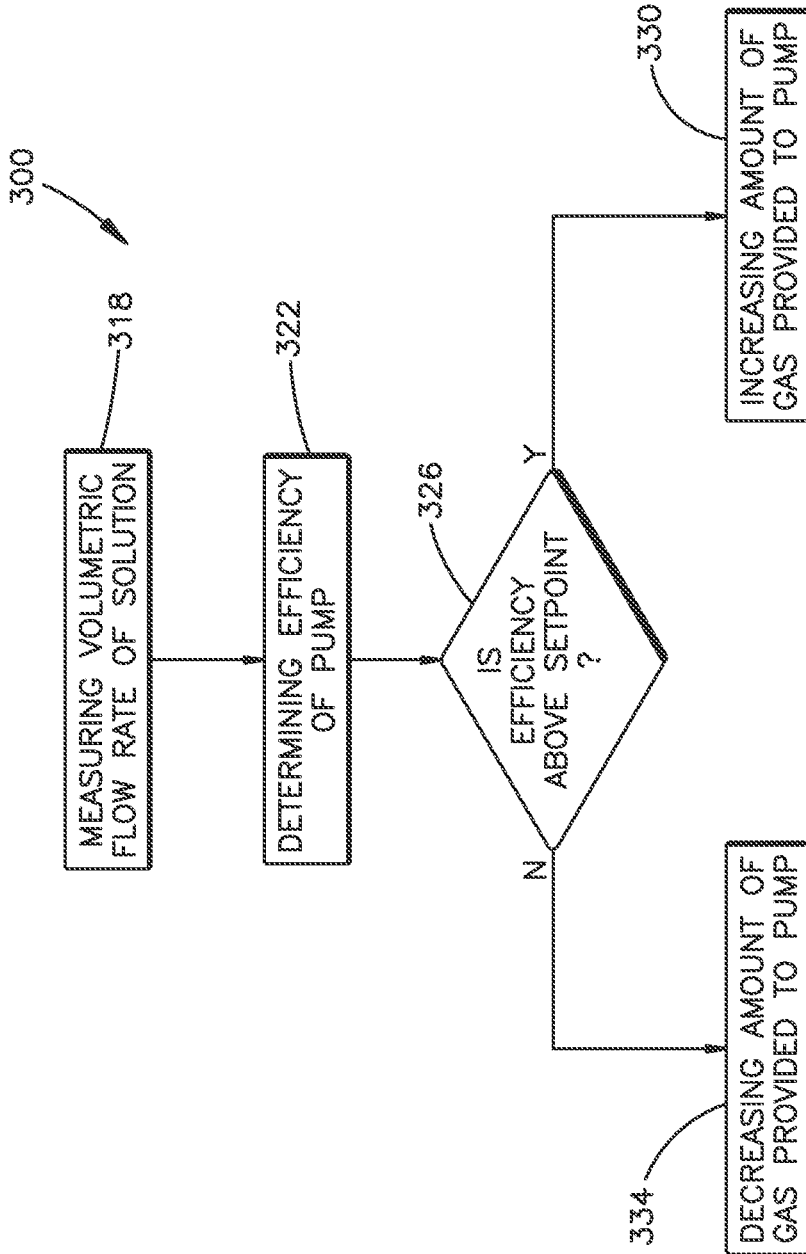 300
MEASURING VOLUMETRIC
FLOW RATE OF SOLUTION
318
DETERMINING EFFICIENCY
OF PUMP
322
IS
EFFICIENCY
ABOVE SETPOINT
?
326
N
Y
DECREASING AMOUNT OF
GAS PROVIDED TO PUMP
334
INCREASING AMOUNT OF
GAS PROVIDED TO PUMP
330